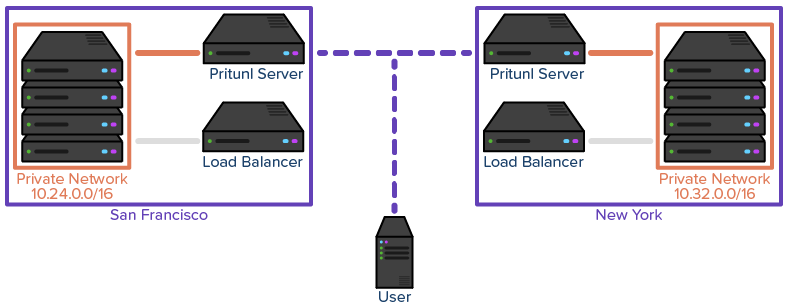 Pritunl Server
Load Balancer
Private Network
10.24.0.0/16
San Francisco
Pritunl Server
Load Balancer
Private Network
10.32.0.0/16
New York
User